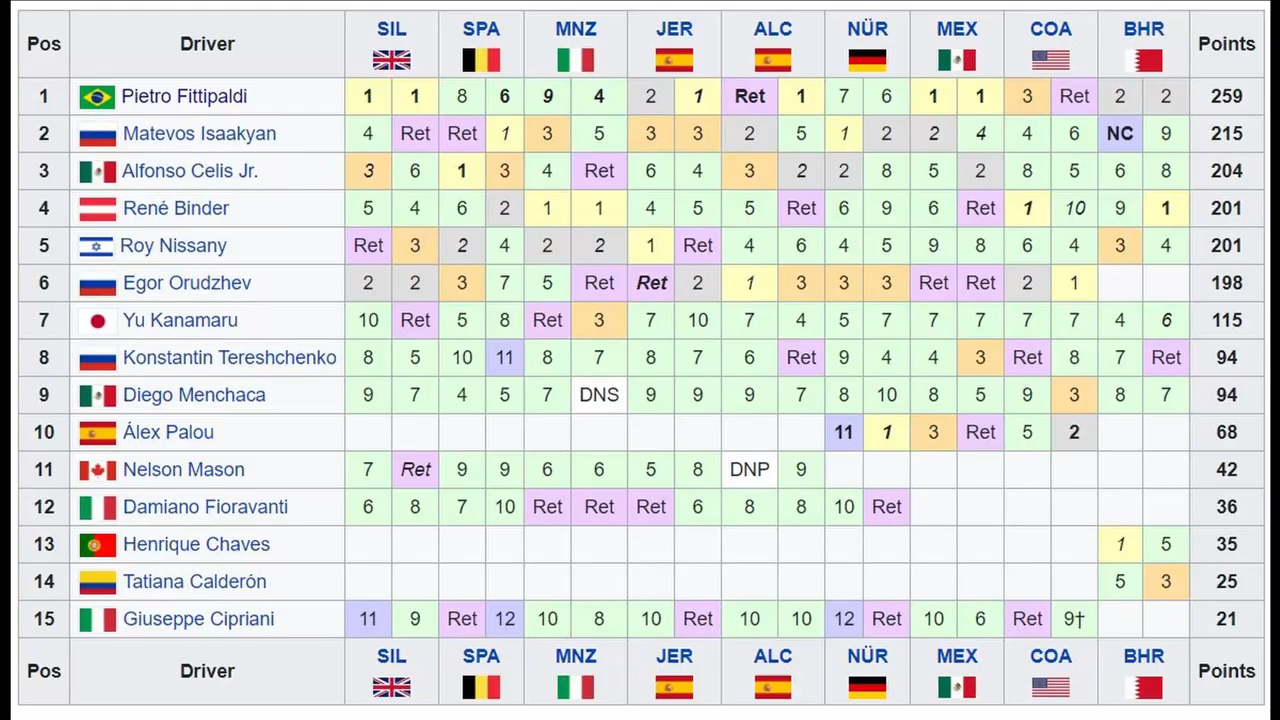 Pos Driver SIL SPA MNZ JER ALC NÜR MEX COA BHR Points
1 Pietro Fittipaldi 1 1 8 6 9 4 2 1 Ret 1 7 6 1 1 3 Ret 2 2 259
2 Matevos Isaakyan 4 Ret Ret 1 3 5 3 3 2 5 1 2 2 4 4 6 NC 9 215
3 Alfonso Celis Jr. 3 6 1 3 4 Ret 6 4 3 2 2 8 5 2 8 5 6 8 204
4 René Binder 5 4 6 2 1 1 4 5 5 Ret 6 9 6 Ret 1 10 9 1 201
5 Roy Nissany Ret 3 2 4 2 2 1 Ret 4 6 4 5 9 8 6 4 3 4 201
6 Egor Orudzhev 2 2 3 7 5 Ret Ret 2 1 3 3 3 Ret Ret 2 1 198
7 Yu Kanamaru 10 Ret 5 8 Ret 3 7 10 7 4 5 7 7 7 7 7 4 6 115
8 Konstantin Tereshchenko 8 5 10 11 8 7 8 7 6 Ret 9 4 4 3 Ret 8 7 Ret 94
9 Diego Menchaca 9 7 4 5 7 DNS 9 9 9 7 8 10 8 5 9 3 8 7 94
10 Álex Palou 11 1 3 Ret 5 2 68
11 Nelson Mason 7 Ret 9 9 6 6 5 8 DNP 9 42
12 Damiano Fioravanti 6 8 7 10 Ret Ret Ret 6 8 8 10 Ret 36
13 Henrique Chaves 1 5 35
14 Tatiana Calderón 5 3 25
15 Giuseppe Cipriani 11 9 Ret 12 10 8 10 Ret 10 10 12 Ret 10 6 Ret 9† 21
Pos Driver SIL SPA MNZ JER ALC NÜR MEX COA BHR Points